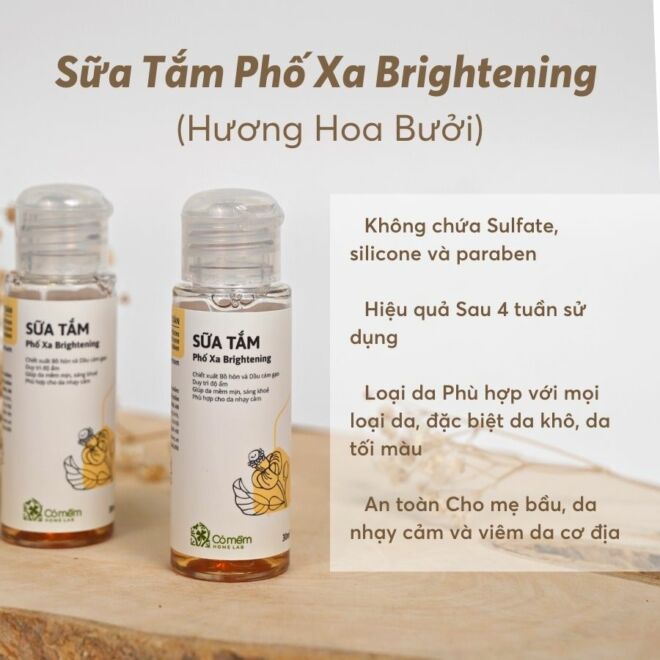 Sữa Tắm Phố Xa Brightening
(Hương Hoa Bưởi)
Không chứa Sulfate,
silicone và paraben
Hiệu quả Sau 4 tuần sử
dụng
Loại da Phù hợp với mọi
loại da, đặc biệt da khô, da
tối màu
An toàn Cho mẹ bầu, da
nhạy cảm và viêm da cơ địa
SỮA TẮM
Phố Xa Brightening
Cỏmềm
HOME LAB
SỮA TẮM
Phố Xa Brightening
Chiết xuất Bồ hòn và Dầu cám gạo
Duy trì độ ẩm
Giúp da mềm mịn, sáng khoẻ
Phù hợp cho da nhạy cảm
Cỏmềm
HOME LAB